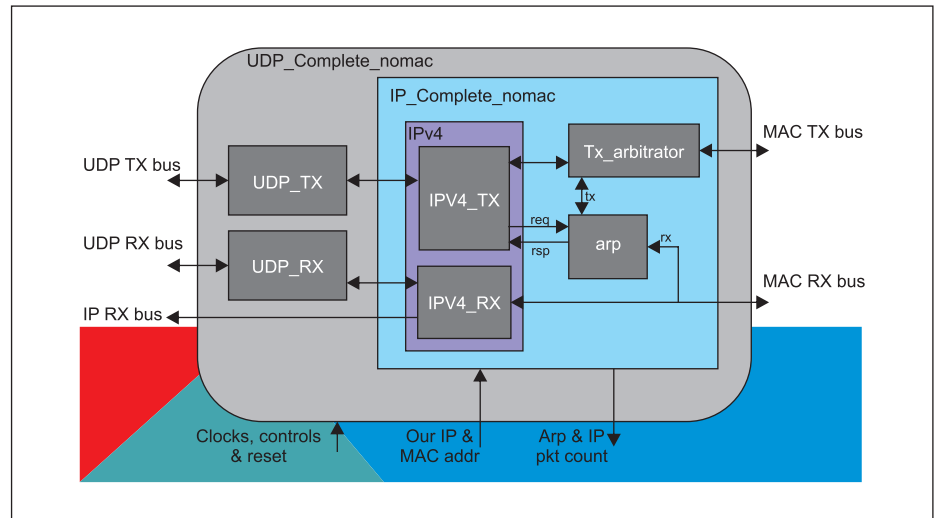 UDP_Complete_nomac
IP_Complete_nomac
IPv4
MAC TX bus
Tx_arbitrator
UDP TX bus
UDP_TX
IPV4_TX
tx
req
arp
rx
rsp
UDP RX bus
UDP_RX
MAC RX bus
IPV4_RX
IP RX bus
Clocks, controls
& reset
Our IP &
MAC addr
Arp & IP
pkt count